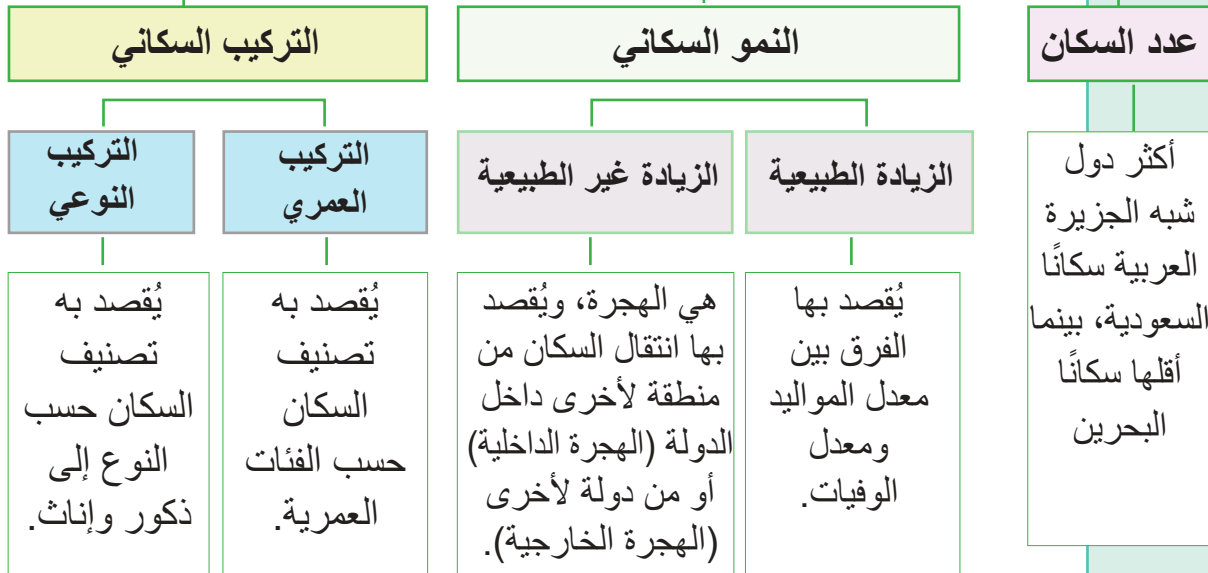 عدد السكان
أكثر دول
شبه الجزيرة
العربية سكانًا
السعودية، بينما
أقلها سكانًا
البحرين
النمو السكاني
الزيادة الطبيعية
يُقصد بها
الفرق بين
معدل المواليد
ومعدل
الوفيات.
الزيادة غير الطبيعية
هي الهجرة، ويُقصد
بها انتقال السكان من
منطقة لأخرى داخل
الدولة (الهجرة الداخلية)
أو من دولة لأخرى
(الهجرة الخارجية).
التركيب السكاني
التركيب
العمري
يُقصد به
تصنيف
السكان
حسب الفئات
العمرية.
التركيب
النوعي
يُقصد به
تصنيف
السكان حسب
النوع إلى
ذكور وإناث.